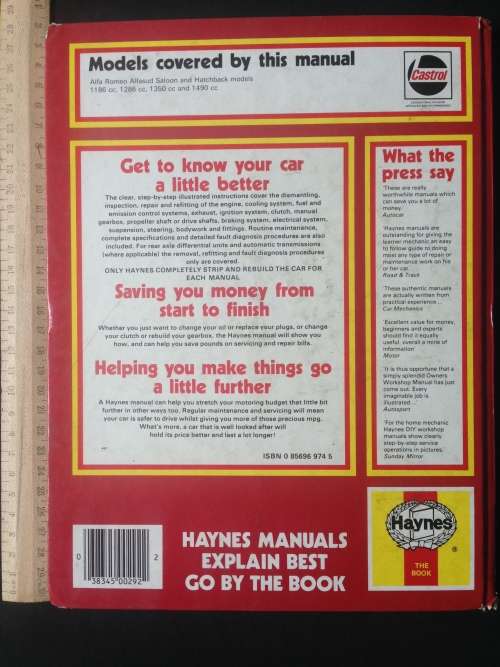 Models covered by this manual
Alfa Romeo Alfasud Saloon and Hatchback models
1186 cc, 1286 cc, 1350 cc and 1490 cc
Castrol
Get to know your car
a little better
The clear, step-by-step illustrated instructions cover the dismantling,
inspection, repair and refitting of the engine, cooling system, fuel and
emission control systems, exhaust, ignition system, clutch, manual
gearbox, propeller shaft or drive shafts, braking system, electrical system,
suspension, steering, bodywork and fittings. Routine maintenance,
complete specifications and detailed fault diagnosis procedures are also
included. For rear axle differential units and automatic transmissions
(where applicable) the removal, refitting and fault diagnosis procedures
only are covered.
ONLY HAYNES COMPLETELY STRIP AND REBUILD THE CAR FOR
EACH MANUAL
Saving you money from
start to finish
Whether you just want to change your oil or replace your plugs, or change
your clutch or rebuild your gearbox, the Haynes manual will show you
how, and can help you save pounds on servicing and repair bills.
Helping you make things go
a little further
A Haynes manual can help you stretch your motoring budget that little bit
further in other ways too. Regular maintenance and servicing will mean
your car is safer to drive whilst giving you more of those precious mpg.
What's more, a car that is well looked after will
hold its price better and last a lot longer!
ISBN 0 85696 974 5
What the
press say
'These are really
worthwhile manuals which
can save you a lot of
money.'
Autocar
'Haynes manuals are
outstanding for giving the
learner mechanic an easy
to follow guide to doing
most any type of repair or
maintenance work on his
or her car.
Road & Track
'These authentic manuals
are actually written from
practical experience...
Car Mechanics
'Excellent value for money,
beginners and experts
should find it equally
useful, overall a mine of
information
Motor
'It is thus opportune that a
simply splendid Owners
Workshop Manual has just
come out. Every
imaginable job is
illustrated...'
Autosport
'For the home mechanic
Haynes DIY workshop
manuals show clearly
step-by-step service
operations in pictures.'
Sunday Mirror
0
38345 00292
2
HAYNES MANUALS
EXPLAIN BEST
GO BY THE BOOK
Haynes
®
THE
BOOK